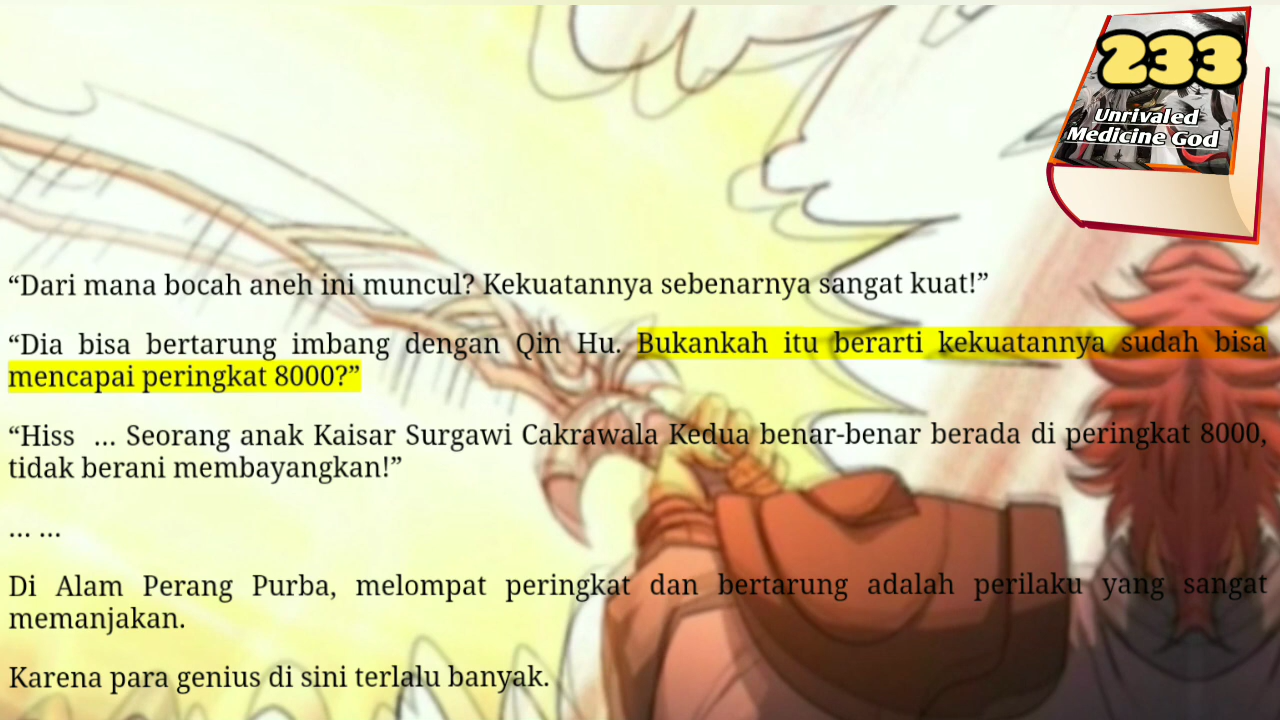 233
Unrivaled
Medicine God
“Dari mana bocah aneh ini muncul? Kekuatannya sebenarnya sangat kuat!”
“Dia bisa bertarung imbang dengan Qin Hu. Bukankah itu berarti kekuatannya sudah bisa
mencapai peringkat 8000?”
“Hiss ... Seorang anak Kaisar Surgawi Cakrawala Kedua benar-benar berada di peringkat 8000,
tidak berani membayangkan!”
... ...
Di Alam Perang Purba, melompat peringkat dan bertarung adalah perilaku yang sangat
memanjakan.
Karena para genius di sini terlalu banyak.